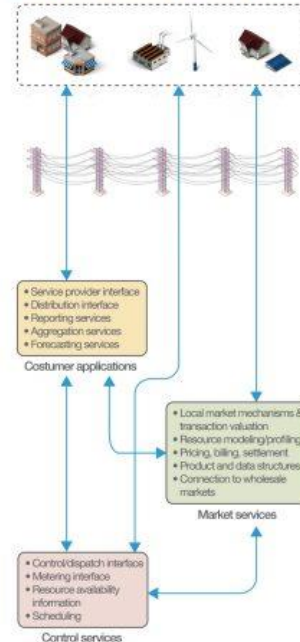 • Service provider interface
• Distribution interface
• Reporting services
• Aggregation services
• Forecasting services
Costumer applications
• Local market mechanisms &
transaction valuation
• Resource modeling/profiling
• Pricing, billing, settlement
• Product and data structures
• Connection to wholesale
markets
Market services
• Control/dispatch interface
• Metering interface
• Resource availability
information
• Scheduling
Control services